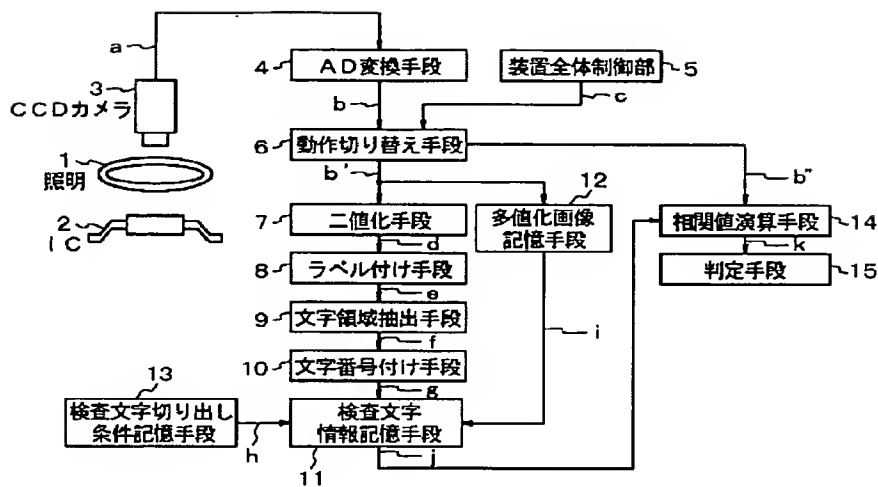 a
4
AD変換手段
装置全体制御部
5
3
CCDカメラ
b
c
6
動作切り替え手段
1
照明
b'
12
b"
2
IC
7
二値化手段
多値化画像
記憶手段
相関値演算手段
14
d
k
8
ラベル付け手段
判定手段
15
e
9
文字領域抽出手段
f
i
10
文字番号付け手段
13
g
検査文字切り出し
条件記憶手段
h
検査文字
情報記憶手段
11
j